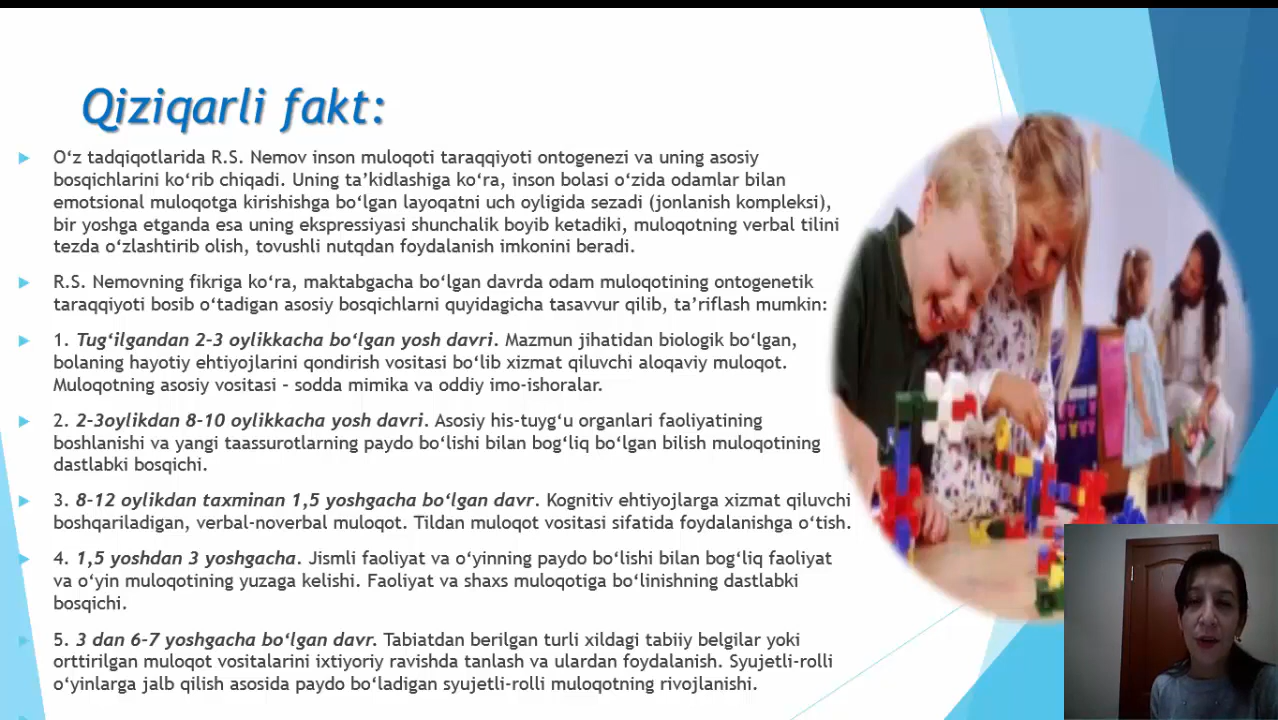 Qiziqarli fakt:
O‘z tadqiqotlarida R.S. Nemov inson muloqoti taraqqiyoti ontogenezi va uning asosiy
bosqichlarini ko‘rib chiqadi. Uning ta’kidlashiga ko‘ra, inson bolasi o‘zida odamlar bilan
emotsional muloqotga kirishishga bo‘lgan layoqatni uch oyligida sezadi (jonlanish kompleksi),
bir yoshga etganda esa uning ekspressiyasi shunchalik boyib ketadiki, muloqotning verbal tilini
tezda o‘zlashtirib olish, tovushli nutqdan foydalanish imkonini beradi.
R.S. Nemovning fikriga ko‘ra, maktabgacha bo‘lgan davrda odam muloqotining ontogenetik
taraqqiyoti bosib o‘tadigan asosiy bosqichlarni quyidagicha tasavvur qilib, ta’riflash mumkin:
1. Tug‘ilgandan 2-3 oylikkacha bo‘lgan yosh davri. Mazmun jihatidan biologik bo‘lgan,
bolaning hayotiy ehtiyojlarini qondirish vositasi bo‘lib xizmat qiluvchi aloqaviy muloqot.
Muloqotning asosiy vositasi – sodda mimika va oddiy imo-ishoralar.
2. 2-3oylikdan 8-10 oylikkacha yosh davri. Asosiy his-tuyg‘u organlari faoliyatining
boshlanishi va yangi taassurotlarning paydo bo‘lishi bilan bog‘liq bo‘lgan bilish muloqotining
dastlabki bosqichi.
3. 8-12 oylikdan taxminan 1,5 yoshgacha bo‘lgan davr. Kognitiv ehtiyojlarga xizmat qiluvchi
boshqariladigan, verbal-noverbal muloqot. Tildan muloqot vositasi sifatida foydalanishga o‘tish.
4. 1,5 yoshdan 3 yoshgacha. Jismli faoliyat va o‘yinning paydo bo‘lishi bilan bog‘liq faoliyat
va o‘yin muloqotining yuzaga kelishi. Faoliyat va shaxs muloqotiga bo‘linishning dastlabki
bosqichi.
5. 3 dan 6-7 yoshgacha bo‘lgan davr. Tabiatdan berilgan turli xildagi tabiiy belgilar yoki
orttirilgan muloqot vositalarini ixtiyoriy ravishda tanlash va ulardan foydalanish. Syujetli-rolli
o‘yinlarga jalb qilish asosida paydo bo‘ladigan syujetli-rolli muloqotning rivojlanishi.